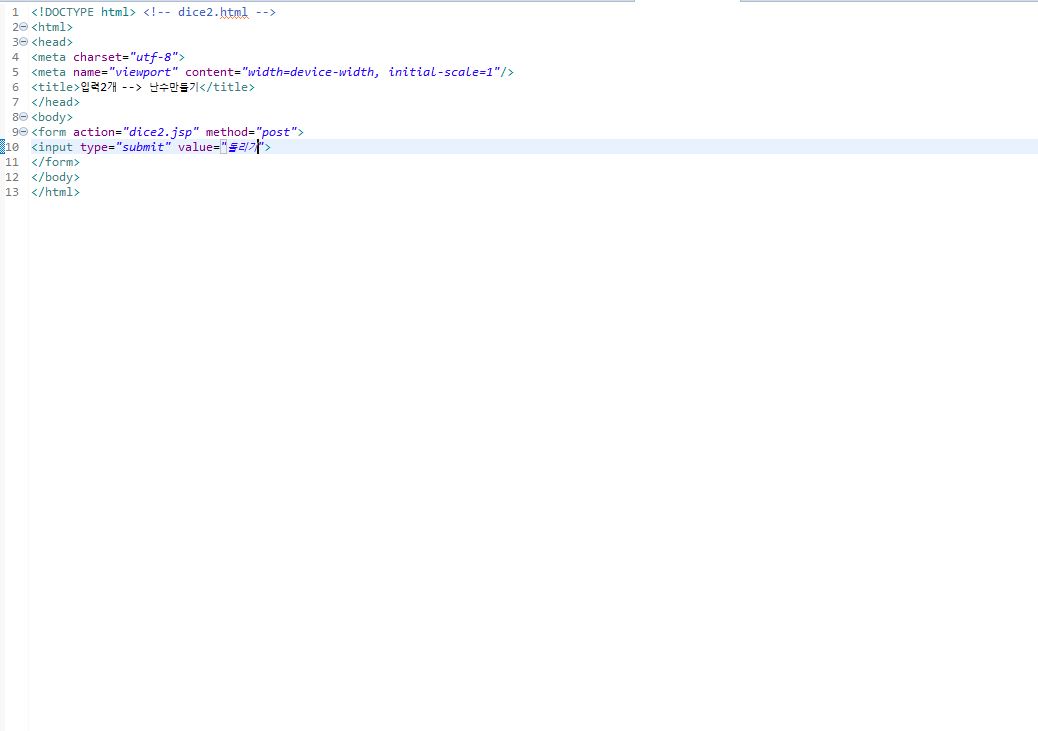 1 <!DOCTYPE html> <!-- dice2.html -->
2 <html>
3 <head>
4 <meta charset="utf-8">
5 <meta name="viewport" content="width=device-width, initial-scale=1"/>
6 <title>입력2개 --> 난수만들기</title>
7 </head>
8 <body>
9 <form action="dice2.jsp" method="post">
10 <input type="submit" value="돌리기">
11 </form>
12 </body>
13 </html>